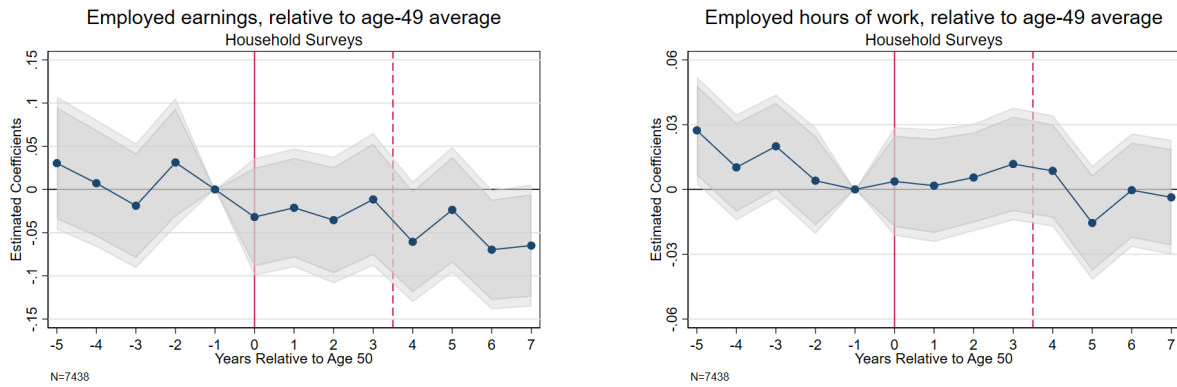 Employed earnings, relative to age-49 average
Household Surveys
Estimated Coefficients
.15
.1
.05
0
-.05
-.1
-.15
-5 -4 -3 -2 -1 0 1 2 3 4 5 6 7
Years Relative to Age 50
N=7438
Employed hours of work, relative to age-49 average
Household Surveys
Estimated Coefficients
.06
.03
0
-.03
-.06
-5 -4 -3 -2 -1 0 1 2 3 4 5 6 7
Years Relative to Age 50
N=7438